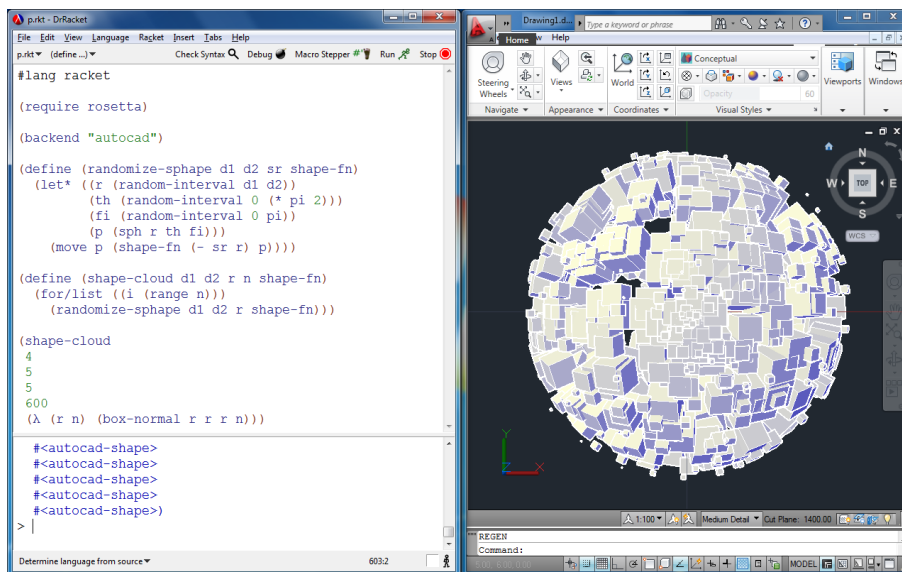 p.rkt - DrRacket
File Edit View Language Racket Insert Tabs Help
p.rkt (define ...) Check Syntax Debug Macro Stepper Run Stop
#lang racket
(require rosetta)
(backend "autocad")
(define (randomize-sphape d1 d2 sr shape-fn)
(let* ((r (random-interval d1 d2))
(th (random-interval 0 (* pi 2)))
(fi (random-interval 0 pi))
(p (sph r th fi)))
(move p (shape-fn (- sr r) p))))
(define (shape-cloud d1 d2 r n shape-fn)
(for/list ((i (range n)))
(randomize-sphape d1 d2 r shape-fn)))
(shape-cloud
4
5
5
600
(λ (r n) (box-normal r r r n)))
#<autocad-shape>
#<autocad-shape>
#<autocad-shape>
#<autocad-shape>
#<autocad-shape>)
>
Determine language from source 603:2
Drawing1.d... Type a keyword or phrase
Home w Help
Steering Wheels
Views
World
Conceptual
Opacity 60
Viewports
Windows
Navigate Appearance Coordinates Visual Styles
N
W TOP E
S
WCS
Y
Z X
1:100 Medium Detail Cut Plane: 1400.00
REGEN
Command:
MODEL